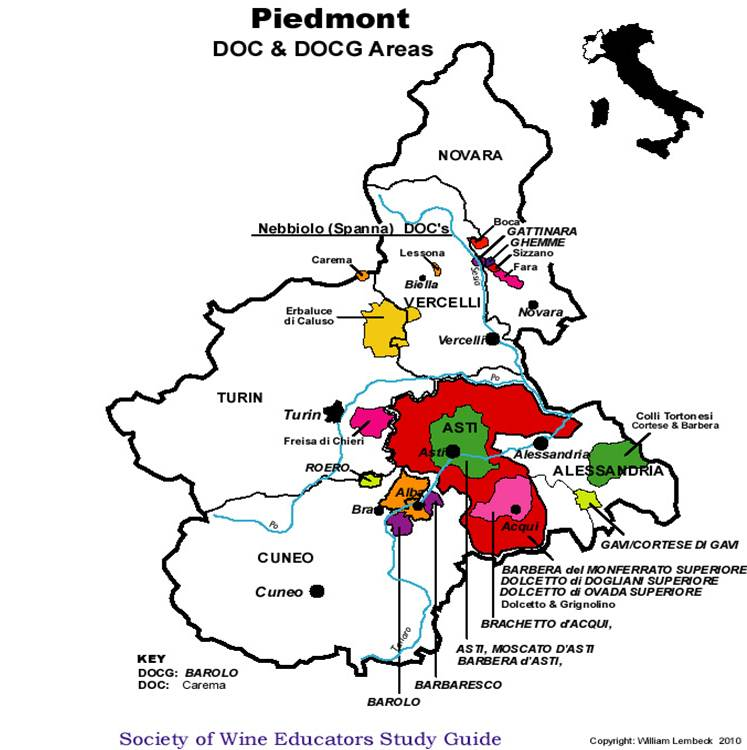 Piedmont
DOC & DOCG Areas
NOVARA
Nebbiolo (Spanna) DOC's
Boca
GATTINARA
GHEMME
Sizzano
Fara
Carema
Lessona
Biella
Sesia
VERCELLI
Novara
Erbaluce
di Caluso
Vercelli
Po
TURIN
Turin
Freisa di Chieri
ASTI
Asti
Colli Tortonesi
Cortese & Barbera
Alessandria
ALESSANDRIA
ROERO
Alba
Bra
Po
Acqui
GAVI/CORTESE DI GAVI
CUNEO
Cuneo
BARBERA del MONFERRATO SUPERIORE
DOLCETTO di DOGLIANI SUPERIORE
DOLCETTO di OVADA SUPERIORE
Dolcetto & Grignolino
BRACHETTO d'ACQUI,
Tanaro
ASTI, MOSCATO D'ASTI
BARBERA d'ASTI,
BARBARESCO
BAROLO
KEY
DOCG: BAROLO
DOC: Carema
Society of Wine Educators Study Guide
Copyright: William Lembeck 2010